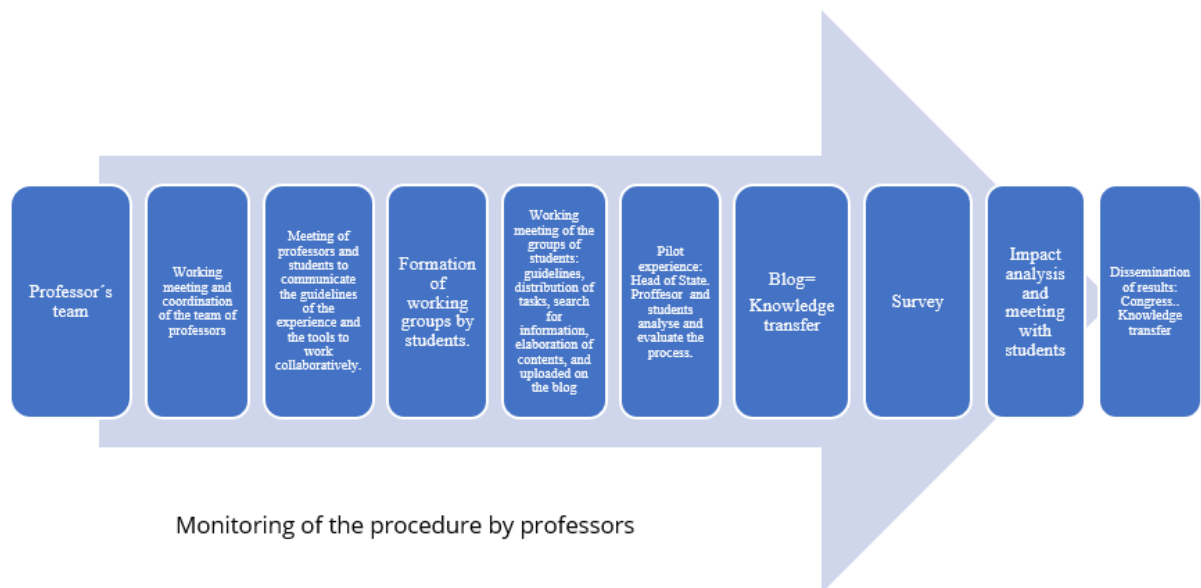 Professor´s
team
Working
meeting and
coordination
of the team of
professors
Meeting of
professors and
students to
communicate
the guidelines
of the
experience and
the tools to
work
collaboratively.
Formation
of
working
groups by
students.
Working
meeting of the
groups of
students:
guidelines,
distribution of
tasks, search
for
information,
elaboration of
contents, and
uploaded on
the blog
Pilot
experience:
Head of State.
Proffesor and
students
analyse and
evaluate the
process.
Blog=
Knowledge
transfer
Survey
Impact
analysis
and
meeting
with
students
Dissemination
of results:
Congress..
Knowledge
transfer
Monitoring of the procedure by professors